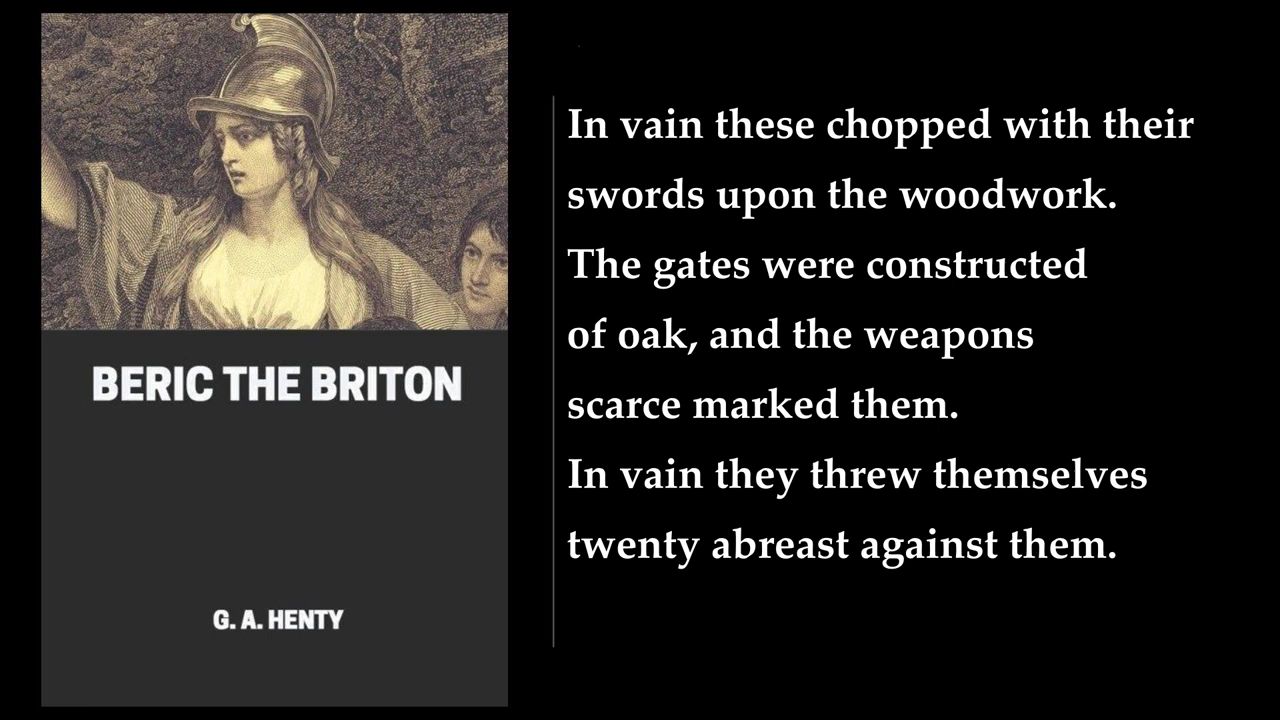 BERIC THE BRITON
G. A. HENTY
In vain these chopped with their
swords upon the woodwork.
The gates were constructed
of oak, and the weapons
scarce marked them.
In vain they threw themselves
twenty abreast against them.